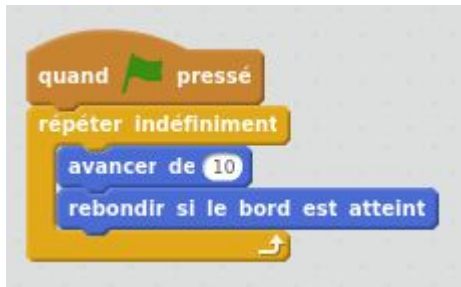 quand pressé
répéter indéfiniment
avancer de 10
rebondir si le bord est atteint